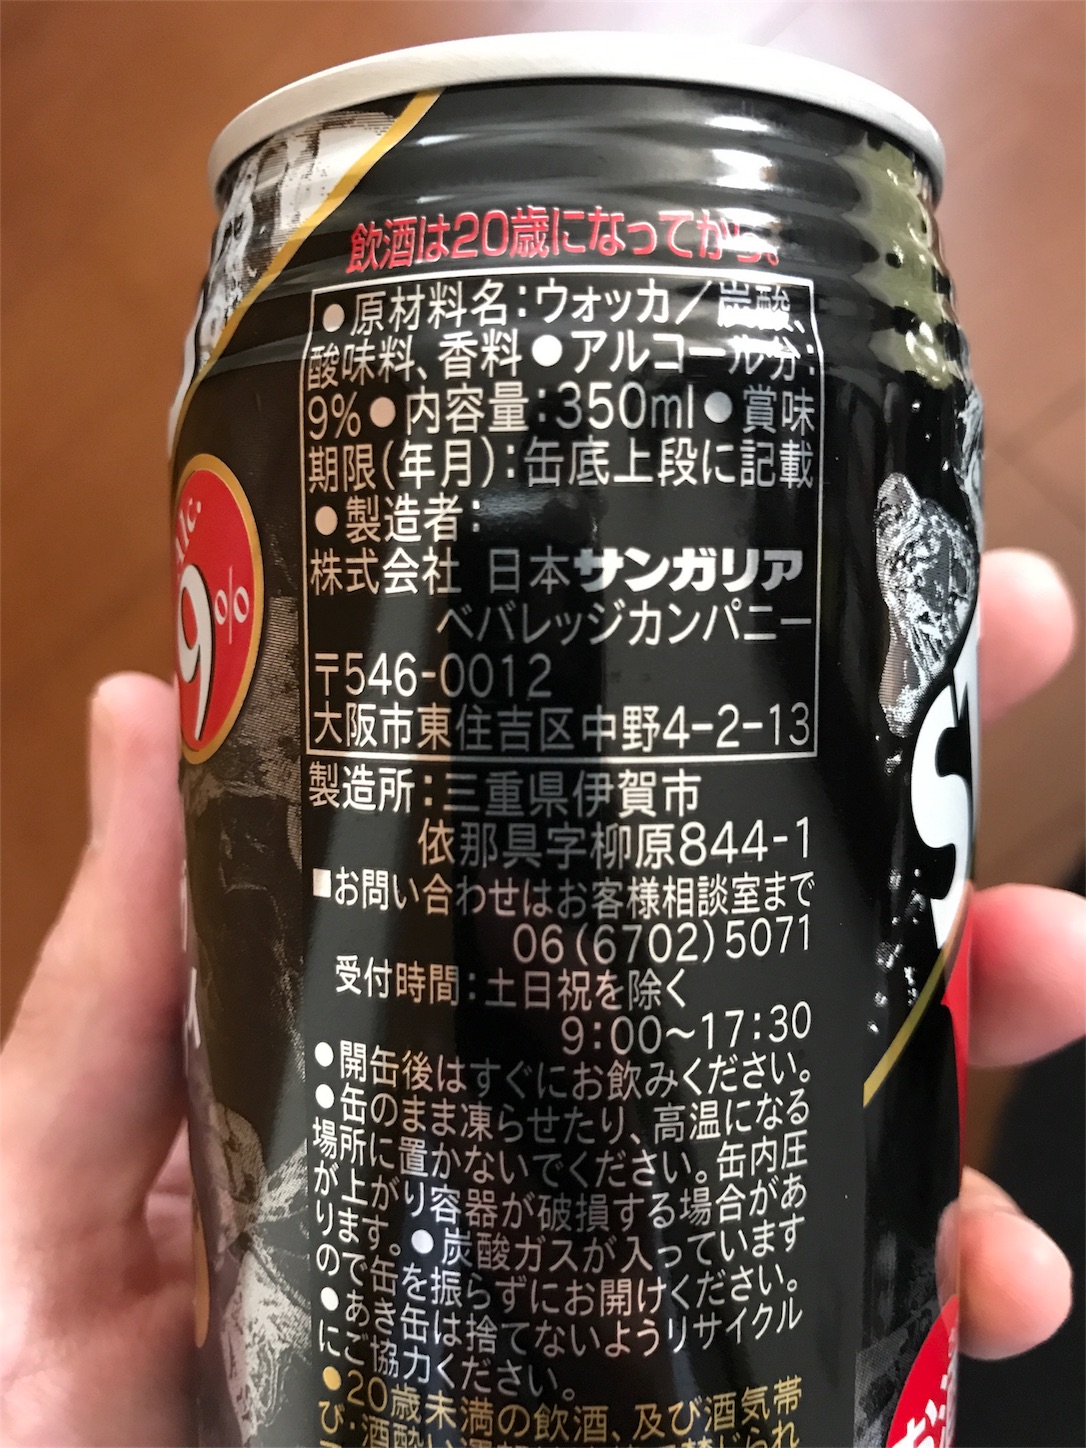 飲酒は20歳になってから。
●原材料名：ウォッカ／炭酸、
酸味料、香料●アルコール分：
9%●内容量：350ml●賞味
期限(年月)：缶底上段に記載
●製造者：
株式会社 日本サンガリア
ベバレッジカンパニー
〒546-0012
大阪市東住吉区中野4-2-13
製造所：三重県伊賀市
依那具字柳原844-1
■お問い合わせはお客様相談室まで
06(6702)5071
受付時間：土日祝を除く
9:00～17:30
●開缶後はすぐにお飲みください。
●缶のまま凍らせたり、高温になる
場所に置かないでください。缶内圧
が上がり容器が破損する場合があ
ります。●炭酸ガスが入っています
ので缶を振らずにお開けください。
●あき缶は捨てないようリサイクル
にご協力ください。
●20歳未満の飲酒、及び酒気帯
び・酒酔い運転は
Alc.
9%